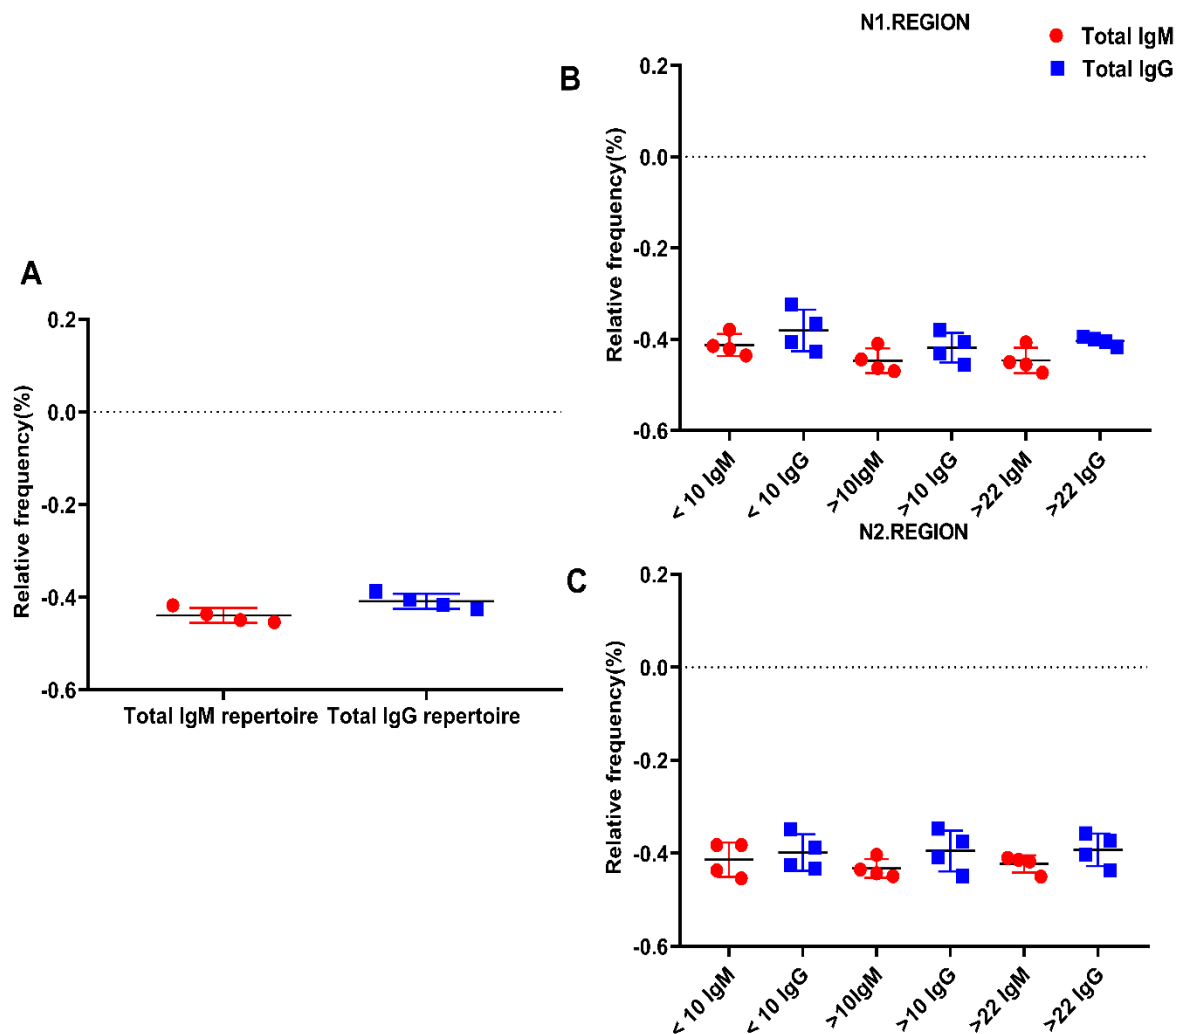 A
Relative frequency(%)
0.2
0.0
-0.2
-0.4
-0.6
Total IgM repertoire Total IgG repertoire
B
N1.REGION
Total IgM
Total IgG
Relative frequency(%)
0.2
0.0
-0.2
-0.4
-0.6
< 10 IgM
< 10 IgG
>10IgM
>10 IgG
>22 IgM
>22 IgG
C
N2.REGION
Relative frequency(%)
0.2
0.0
-0.2
-0.4
-0.6
< 10 IgM
< 10 IgG
>10IgM
>10 IgG
>22 IgM
>22 IgG